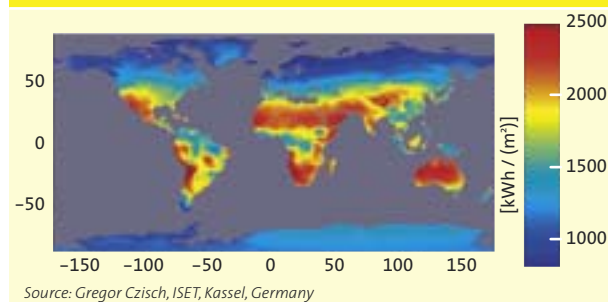 50
0
−50
−150 −100 −50 0 50 100 150
2500
2000
1500
1000
[kWh / (m²)]
Source: Gregor Czisch, ISET, Kassel, Germany